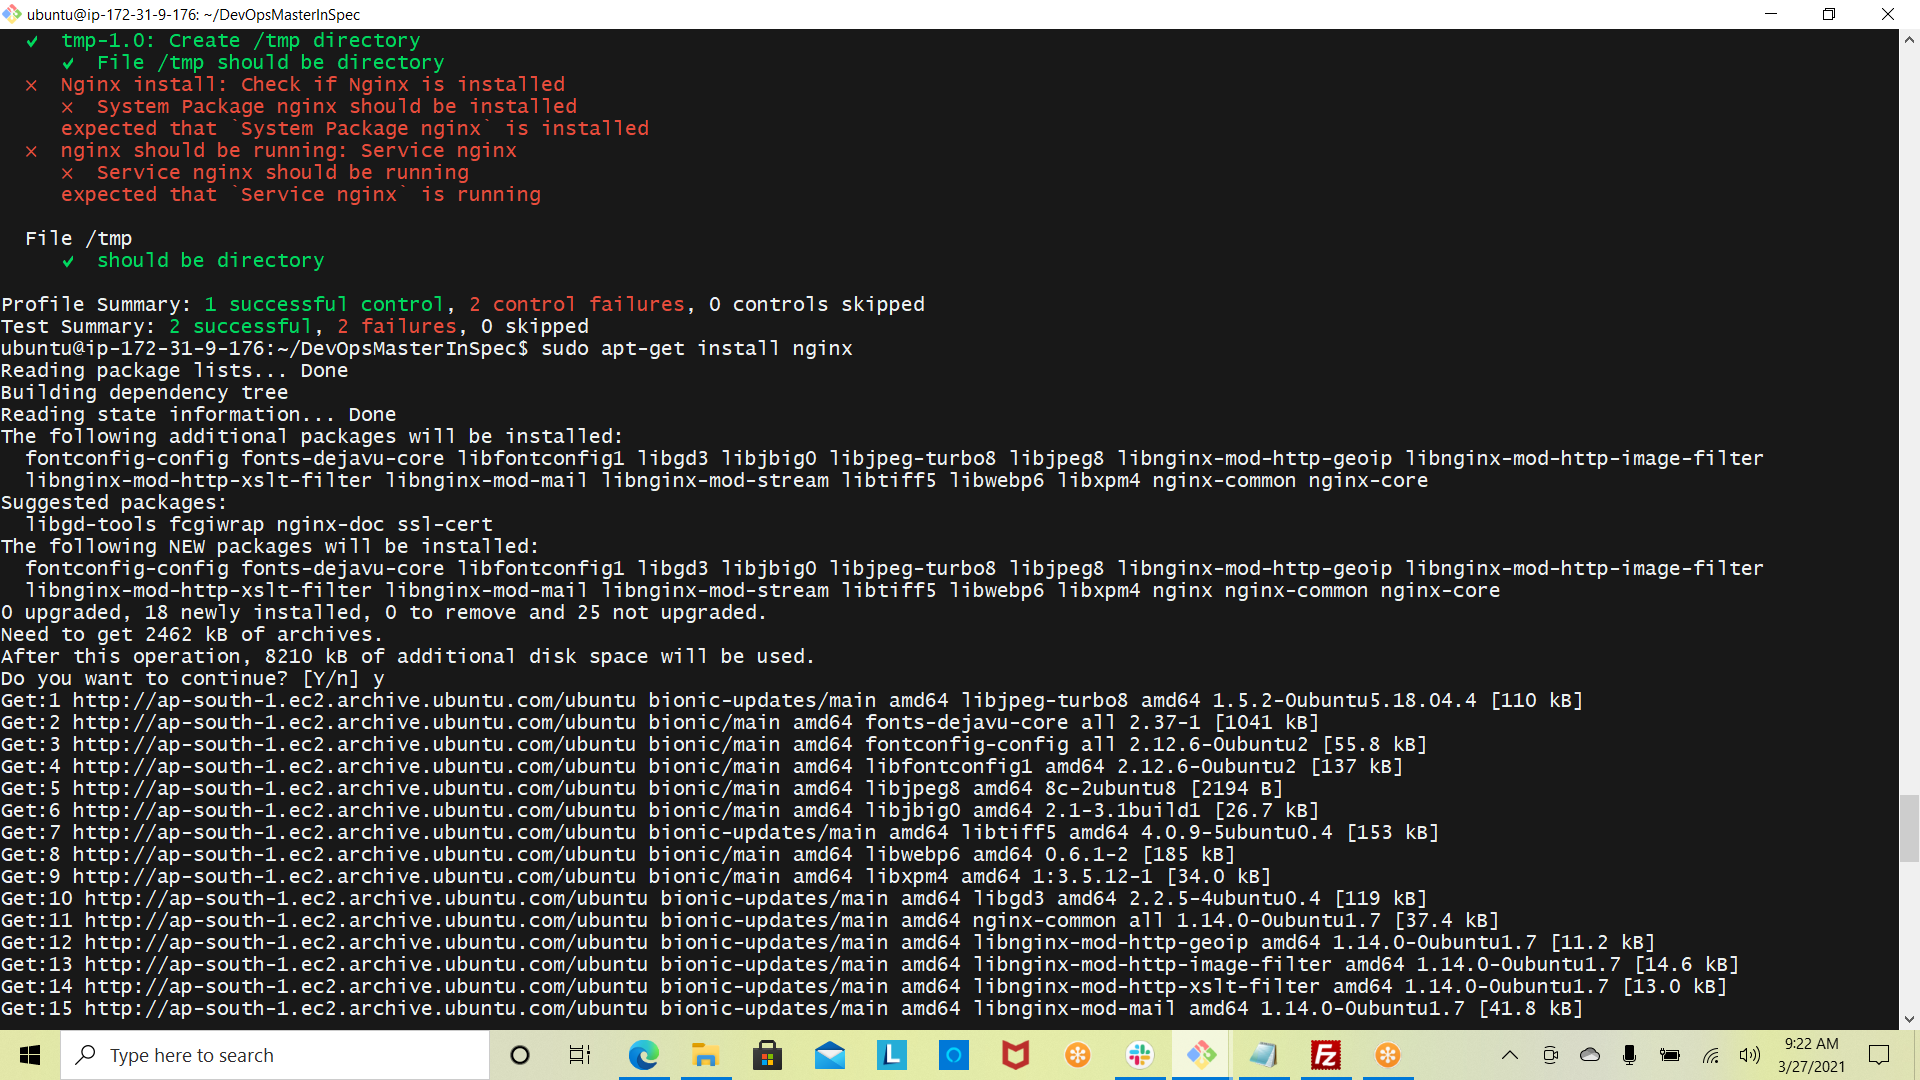 ubuntu@ip-172-31-9-176: ~/DevOpsMasterInSpec
✔ tmp-1.0: Create /tmp directory
✔ File /tmp should be directory
× Nginx install: Check if Nginx is installed
× System Package nginx should be installed
expected that `System Package nginx` is installed
× nginx should be running: Service nginx
× Service nginx should be running
expected that `Service nginx` is running
File /tmp
✔ should be directory
Profile Summary: 1 successful control, 2 control failures, 0 controls skipped
Test Summary: 2 successful, 2 failures, 0 skipped
ubuntu@ip-172-31-9-176:~/DevOpsMasterInSpec$ sudo apt-get install nginx
Reading package lists... Done
Building dependency tree
Reading state information... Done
The following additional packages will be installed:
fontconfig-config fonts-dejavu-core libfontconfig1 libgd3 libjbig0 libjpeg-turbo8 libjpeg8 libnginx-mod-http-geoip libnginx-mod-http-image-filter
libnginx-mod-http-xslt-filter libnginx-mod-mail libnginx-mod-stream libtiff5 libwebp6 libxpm4 nginx-common nginx-core
Suggested packages:
libgd-tools fcgiwrap nginx-doc ssl-cert
The following NEW packages will be installed:
fontconfig-config fonts-dejavu-core libfontconfig1 libgd3 libjbig0 libjpeg-turbo8 libjpeg8 libnginx-mod-http-geoip libnginx-mod-http-image-filter
libnginx-mod-http-xslt-filter libnginx-mod-mail libnginx-mod-stream libtiff5 libwebp6 libxpm4 nginx nginx-common nginx-core
0 upgraded, 18 newly installed, 0 to remove and 25 not upgraded.
Need to get 2462 kB of archives.
After this operation, 8210 kB of additional disk space will be used.
Do you want to continue? [Y/n] y
Get:1 http://ap-south-1.ec2.archive.ubuntu.com/ubuntu bionic-updates/main amd64 libjpeg-turbo8 amd64 1.5.2-0ubuntu5.18.04.4 [110 kB]
Get:2 http://ap-south-1.ec2.archive.ubuntu.com/ubuntu bionic/main amd64 fonts-dejavu-core all 2.37-1 [1041 kB]
Get:3 http://ap-south-1.ec2.archive.ubuntu.com/ubuntu bionic/main amd64 fontconfig-config all 2.12.6-0ubuntu2 [55.8 kB]
Get:4 http://ap-south-1.ec2.archive.ubuntu.com/ubuntu bionic/main amd64 libfontconfig1 amd64 2.12.6-0ubuntu2 [137 kB]
Get:5 http://ap-south-1.ec2.archive.ubuntu.com/ubuntu bionic/main amd64 libjpeg8 amd64 8c-2ubuntu8 [2194 B]
Get:6 http://ap-south-1.ec2.archive.ubuntu.com/ubuntu bionic/main amd64 libjbig0 amd64 2.1-3.1build1 [26.7 kB]
Get:7 http://ap-south-1.ec2.archive.ubuntu.com/ubuntu bionic-updates/main amd64 libtiff5 amd64 4.0.9-5ubuntu0.4 [153 kB]
Get:8 http://ap-south-1.ec2.archive.ubuntu.com/ubuntu bionic/main amd64 libwebp6 amd64 0.6.1-2 [185 kB]
Get:9 http://ap-south-1.ec2.archive.ubuntu.com/ubuntu bionic/main amd64 libxpm4 amd64 1:3.5.12-1 [34.0 kB]
Get:10 http://ap-south-1.ec2.archive.ubuntu.com/ubuntu bionic-updates/main amd64 libgd3 amd64 2.2.5-4ubuntu0.4 [119 kB]
Get:11 http://ap-south-1.ec2.archive.ubuntu.com/ubuntu bionic-updates/main amd64 nginx-common all 1.14.0-0ubuntu1.7 [37.4 kB]
Get:12 http://ap-south-1.ec2.archive.ubuntu.com/ubuntu bionic-updates/main amd64 libnginx-mod-http-geoip amd64 1.14.0-0ubuntu1.7 [11.2 kB]
Get:13 http://ap-south-1.ec2.archive.ubuntu.com/ubuntu bionic-updates/main amd64 libnginx-mod-http-image-filter amd64 1.14.0-0ubuntu1.7 [14.6 kB]
Get:14 http://ap-south-1.ec2.archive.ubuntu.com/ubuntu bionic-updates/main amd64 libnginx-mod-http-xslt-filter amd64 1.14.0-0ubuntu1.7 [13.0 kB]
Get:15 http://ap-south-1.ec2.archive.ubuntu.com/ubuntu bionic-updates/main amd64 libnginx-mod-mail amd64 1.14.0-0ubuntu1.7 [41.8 kB]
Type here to search
L
FZ
9:22 AM
3/27/2021